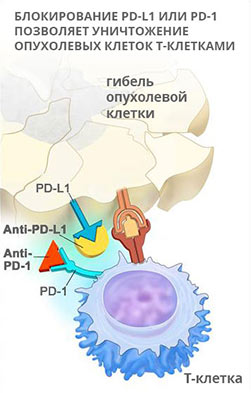 БЛОКИРОВАНИЕ PD-L1 ИЛИ PD-1
ПОЗВОЛЯЕТ УНИЧТОЖЕНИЕ
ОПУХОЛЕВЫХ КЛЕТОК Т-КЛЕТКАМИ
гибель
опухолевой
клетки
PD-L1
Anti-PD-L1
Anti-
PD-1
PD-1
Т-клетка